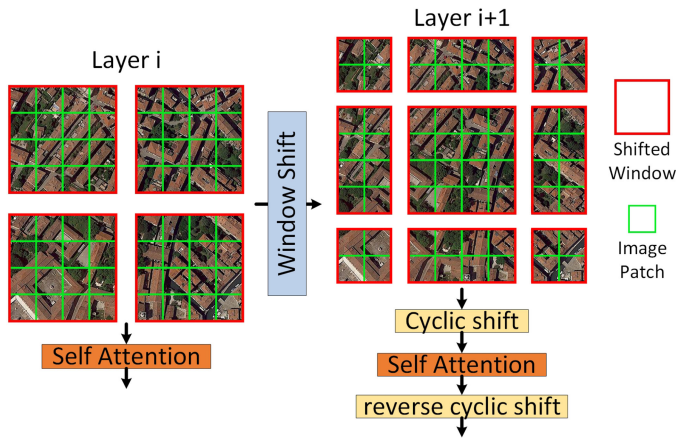 Layer i
Layer i+1
Window Shift
Shifted
Window
Image
Patch
Self Attention
Cyclic shift
Self Attention
reverse cyclic shift